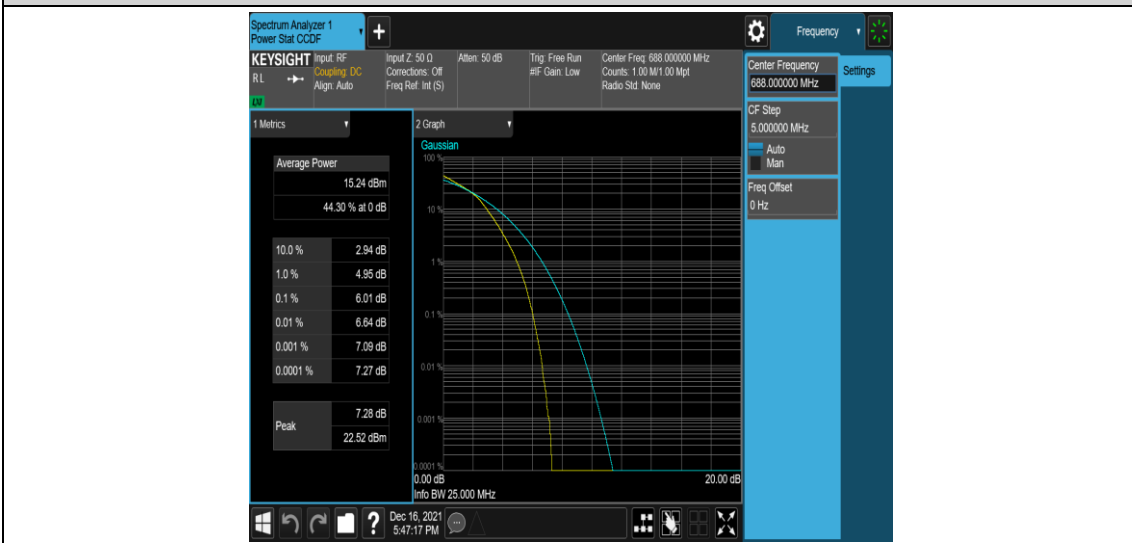 Spectrum Analyzer 1
Power Stat CCDF
+
Frequency
KEYSIGHT
RL
LNI
Input: RF
Coupling: DC
Align: Auto
Input Z: 50 Ω
Corrections: Off
Freq Ref: Int (S)
Atten: 50 dB
Trig: Free Run
#IF Gain: Low
Center Freq: 688.000000 MHz
Counts: 1.00 M/1.00 Mpt
Radio Std: None
Center Frequency
688.000000 MHz
Settings
CF Step
5.000000 MHz
Auto
Man
Freq Offset
0 Hz
1 Metrics
Average Power
15.24 dBm
44.30 % at 0 dB
10.0 % 2.94 dB
1.0 % 4.95 dB
0.1 % 6.01 dB
0.01 % 6.64 dB
0.001 % 7.09 dB
0.0001 % 7.27 dB
Peak
7.28 dB
22.52 dBm
2 Graph
Gaussian
100 %
10 %
1 %
0.1 %
0.01 %
0.001 %
0.0001 %
0.00 dB 20.00 dB
Info BW 25.000 MHz
?
Dec 16, 2021
5:47:17 PM